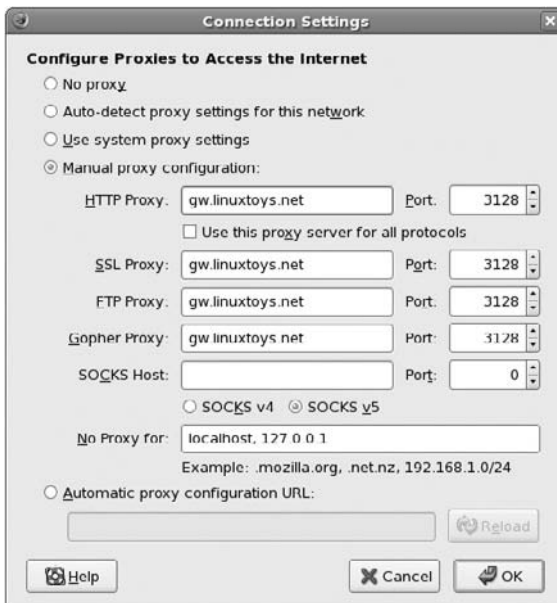 Connection Settings
Configure Proxies to Access the Internet
No proxy
Auto-detect proxy settings for this network
Use system proxy settings
Manual proxy configuration:
HTTP Proxy: gw.linuxtoys.net Port: 3128
Use this proxy server for all protocols
SSL Proxy: gw.linuxtoys.net Port: 3128
FTP Proxy: gw.linuxtoys.net Port: 3128
Gopher Proxy: gw.linuxtoys.net Port: 3128
SOCKS Host: Port: 0
SOCKS v4 SOCKS v5
No Proxy for: localhost, 127.0.0.1
Example: .mozilla.org, .net.nz, 192.168.1.0/24
Automatic proxy configuration URL:
Reload
Help Cancel OK